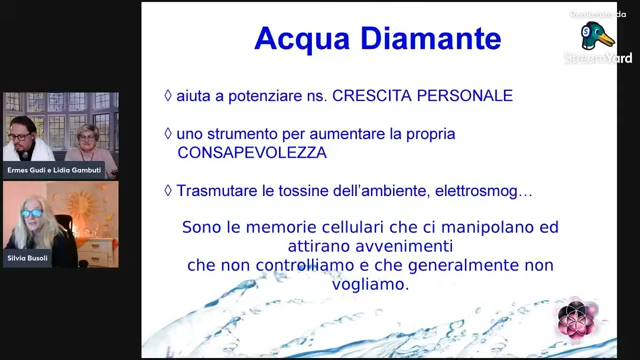 Realizzato da
StreamYard
Acqua Diamante
◊ aiuta a potenziare ns. CRESCITA PERSONALE
◊ uno strumento per aumentare la propria
CONSAPEVOLEZZA
◊ Trasmutare le tossine dell'ambiente, elettrosmog…
Sono le memorie cellulari che ci manipolano ed
attirano avvenimenti
che non controlliamo e che generalmente non
vogliamo.
Ermes Gudi e Lidia Gambuti
Silvia Busoli